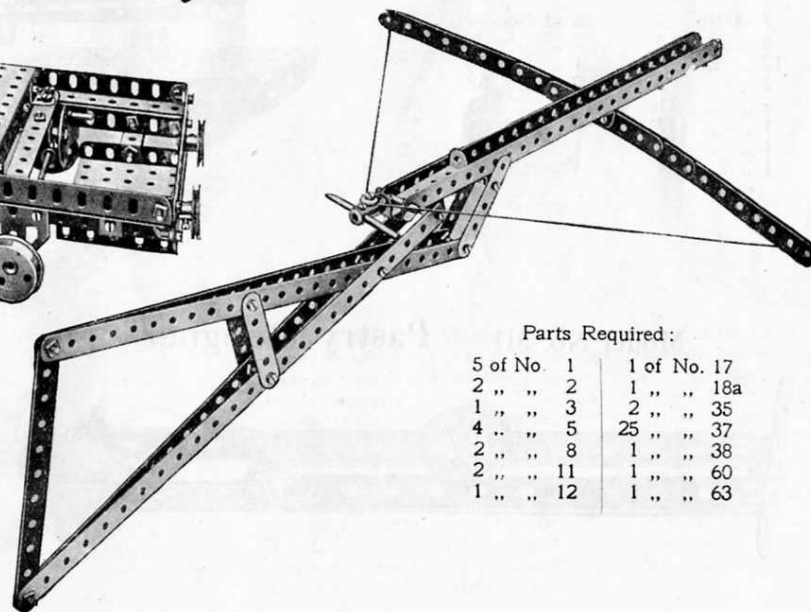 Parts Required :
5 of No. 1 1 of No. 17
2 ,, ,, 2 1 ,, ,, 18a
1 ,, ,, 3 2 ,, ,, 35
4 ,, ,, 5 25 ,, ,, 37
2 ,, ,, 8 1 ,, ,, 38
2 ,, ,, 11 1 ,, ,, 60
1 ,, ,, 12 1 ,, ,, 63